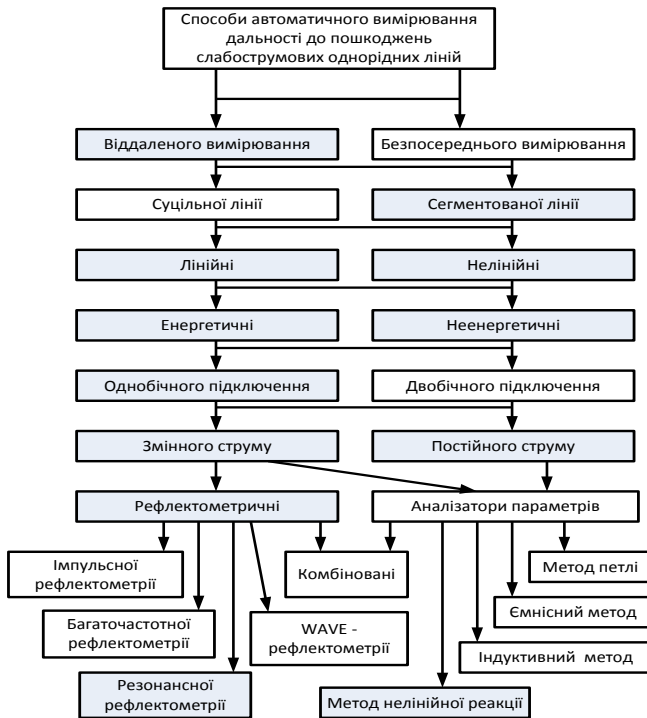 Способи автоматичного вимірювання
дальності до пошкоджень
слабострумових однорідних ліній
Віддаленого вимірювання
Безпосереднього вимірювання
Суцільної лінії
Сегментованої лінії
Лінійні
Нелінійні
Енергетичні
Неенергетичні
Однобічного підключення
Двобічного підключення
Змінного струму
Постійного струму
Рефлектометричні
Аналізатори параметрів
Імпульсної
рефлектометрії
Комбіновані
Метод петлі
Багаточастотної
рефлектометрії
WAVE -
рефлектометрії
Ємнісний метод
Індуктивний метод
Резонансної
рефлектометрії
Метод нелінійної реакції